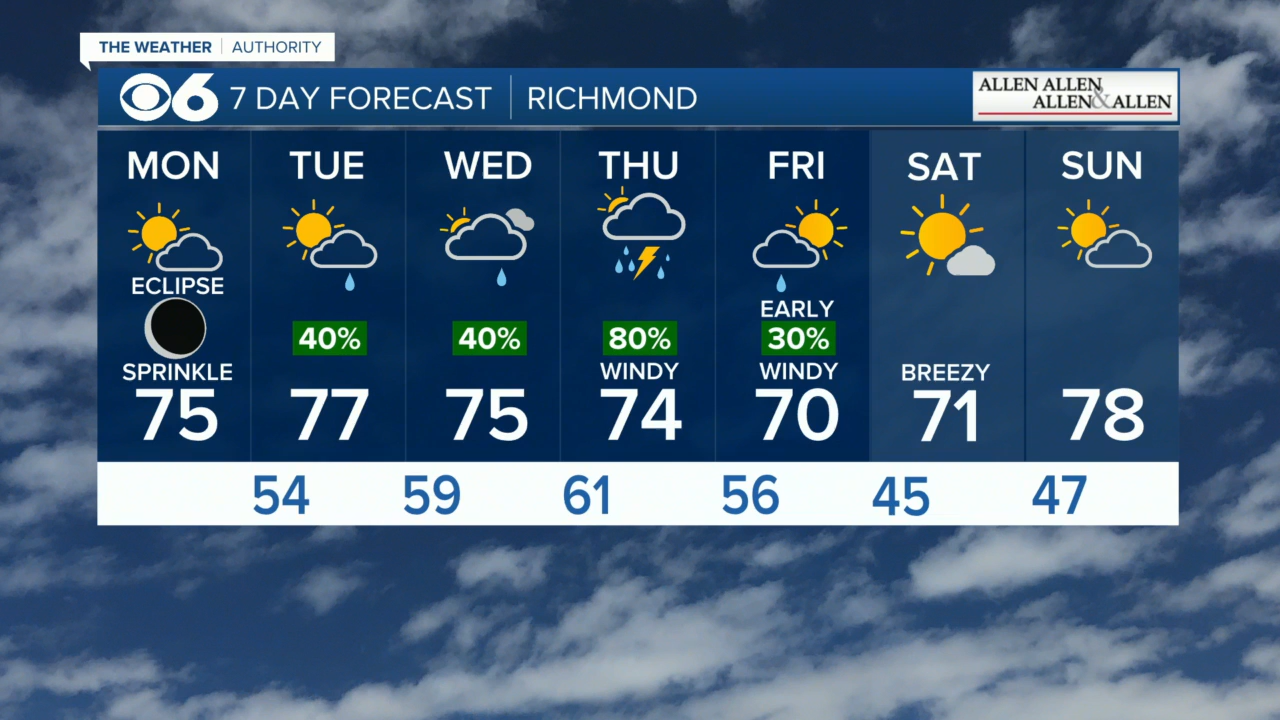 THE WEATHER AUTHORITY
6 7 DAY FORECAST RICHMOND
ALLEN ALLEN
ALLEN & ALLEN
MON TUE WED THU FRI SAT SUN
ECLIPSE
EARLY
40% 40% 80% 30%
SPRINKLE WINDY WINDY BREEZY
75 77 75 74 70 71 78
54 59 61 56 45 47